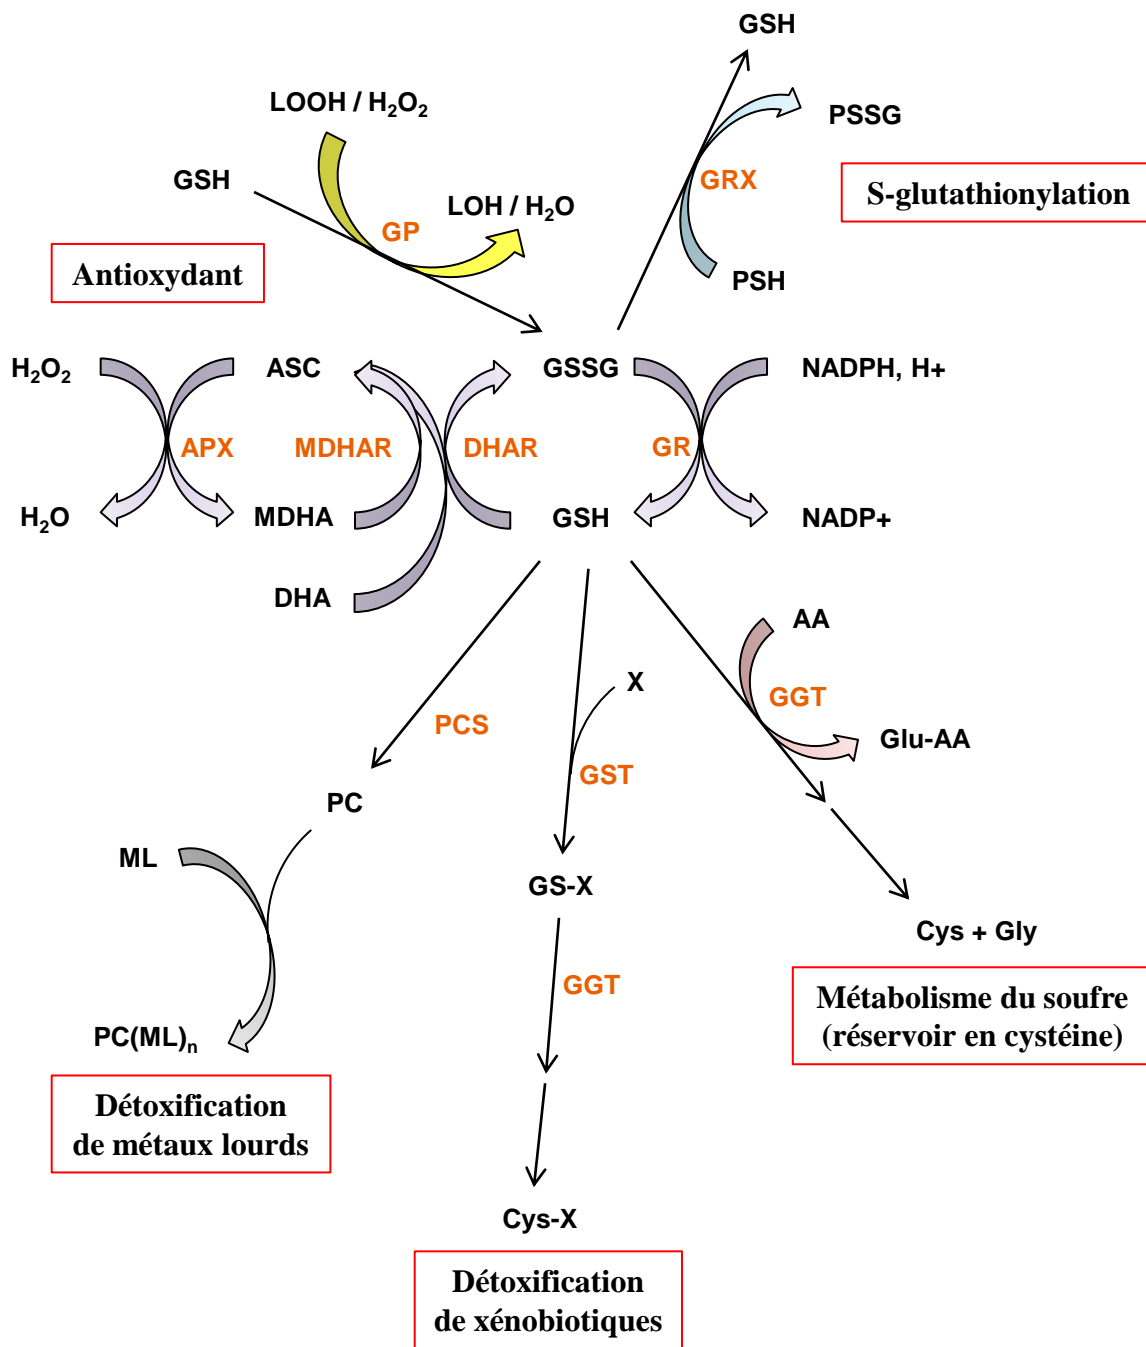 GSH
LOOH / H₂O₂
PSSG
GSH
GRX
S-glutathionylation
LOH / H₂O
GP
Antioxydant
PSH
H₂O₂
ASC
GSSG
NADPH, H+
APX
MDHAR
DHAR
GR
H₂O
MDHA
GSH
NADP+
DHA
AA
X
GGT
PCS
Glu-AA
GST
PC
ML
GS-X
Cys + Gly
GGT
Métabolisme du soufre
(réservoir en cystéine)
PC(ML)ₙ
Détoxification
de métaux lourds
Cys-X
Détoxification
de xénobiotiques